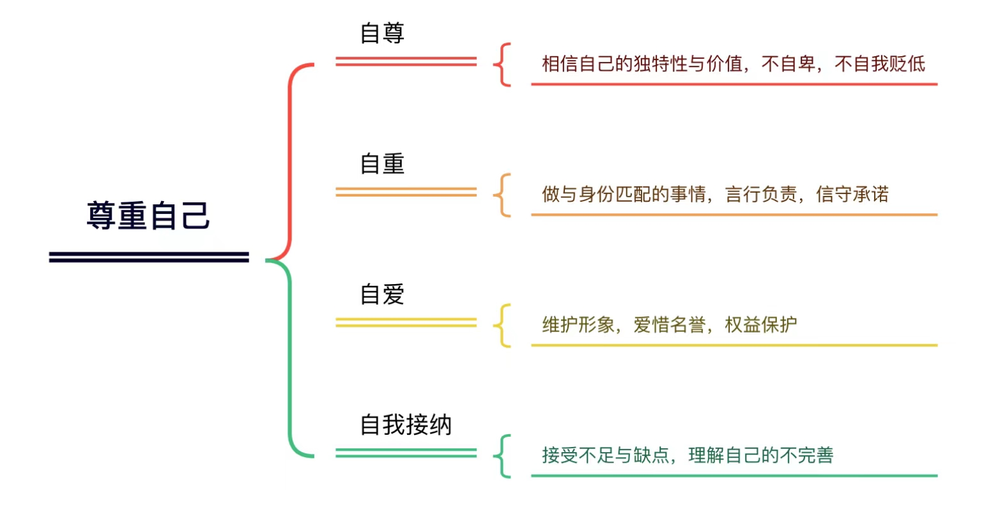 尊重自己
自尊
相信自己的独特性与价值，不自卑，不自我贬低
自重
做与身份匹配的事情，言行负责，信守承诺
自爱
维护形象，爱惜名誉，权益保护
自我接纳
接受不足与缺点，理解自己的不完善